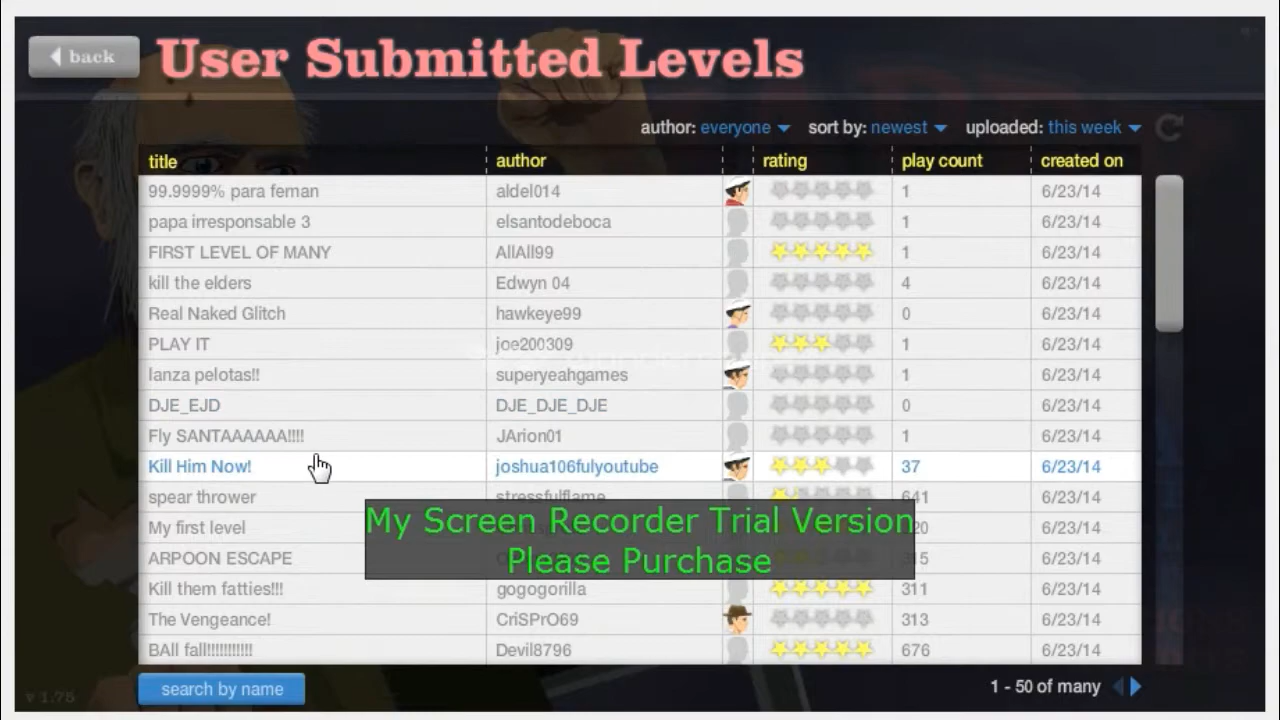 back
User Submitted Levels
author: everyone sort by: newest uploaded: this week
title author rating play count created on
99.9999% para fernan aldel014 1 6/23/14
papa irresponsable 3 elsantodeboca 1 6/23/14
FIRST LEVEL OF MANY AllAll99 1 6/23/14
kill the elders Edwyn 04 4 6/23/14
Real Naked Glitch hawkeye99 0 6/23/14
PLAY IT joe200309 1 6/23/14
lanza pelotas!! superyeahgames 1 6/23/14
DJE_EJD DJE_DJE_DJE 0 6/23/14
Fly SANTAAAAAA!!!! JArion01 1 6/23/14
Kill Him Now! joshua106fulyoutube 37 6/23/14
spear thrower stressfulflame 641 6/23/14
My first level 6/23/14
ARPOON ESCAPE 6/23/14
My Screen Recorder Trial Version
Please Purchase
Kill them fatties!!! gogogorilla 311 6/23/14
The Vengeance! CriSPrO69 313 6/23/14
BAll fall!!!!!!!!!!! Devil8796 676 6/23/14
v 1.75
search by name 1 - 50 of many